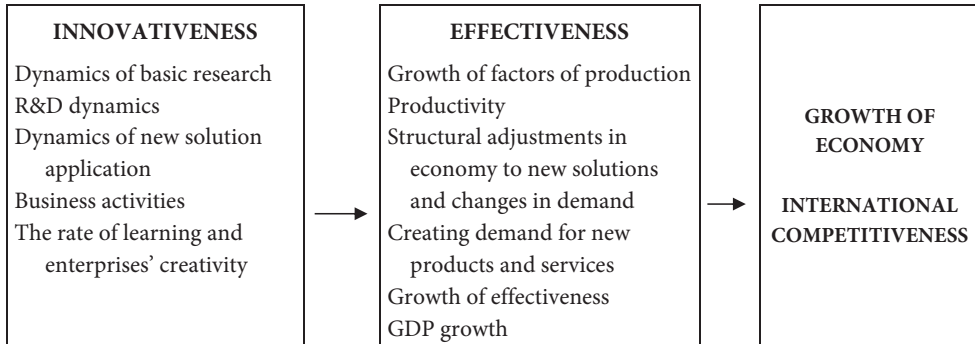 INNOVATIVENESS
Dynamics of basic research
R&D dynamics
Dynamics of new solution
application
Business activities
The rate of learning and
enterprises’ creativity
EFFECTIVENESS
Growth of factors of production
Productivity
Structural adjustments in
economy to new solutions
and changes in demand
Creating demand for new
products and services
Growth of effectiveness
GDP growth
GROWTH OF
ECONOMY
INTERNATIONAL
COMPETITIVENESS